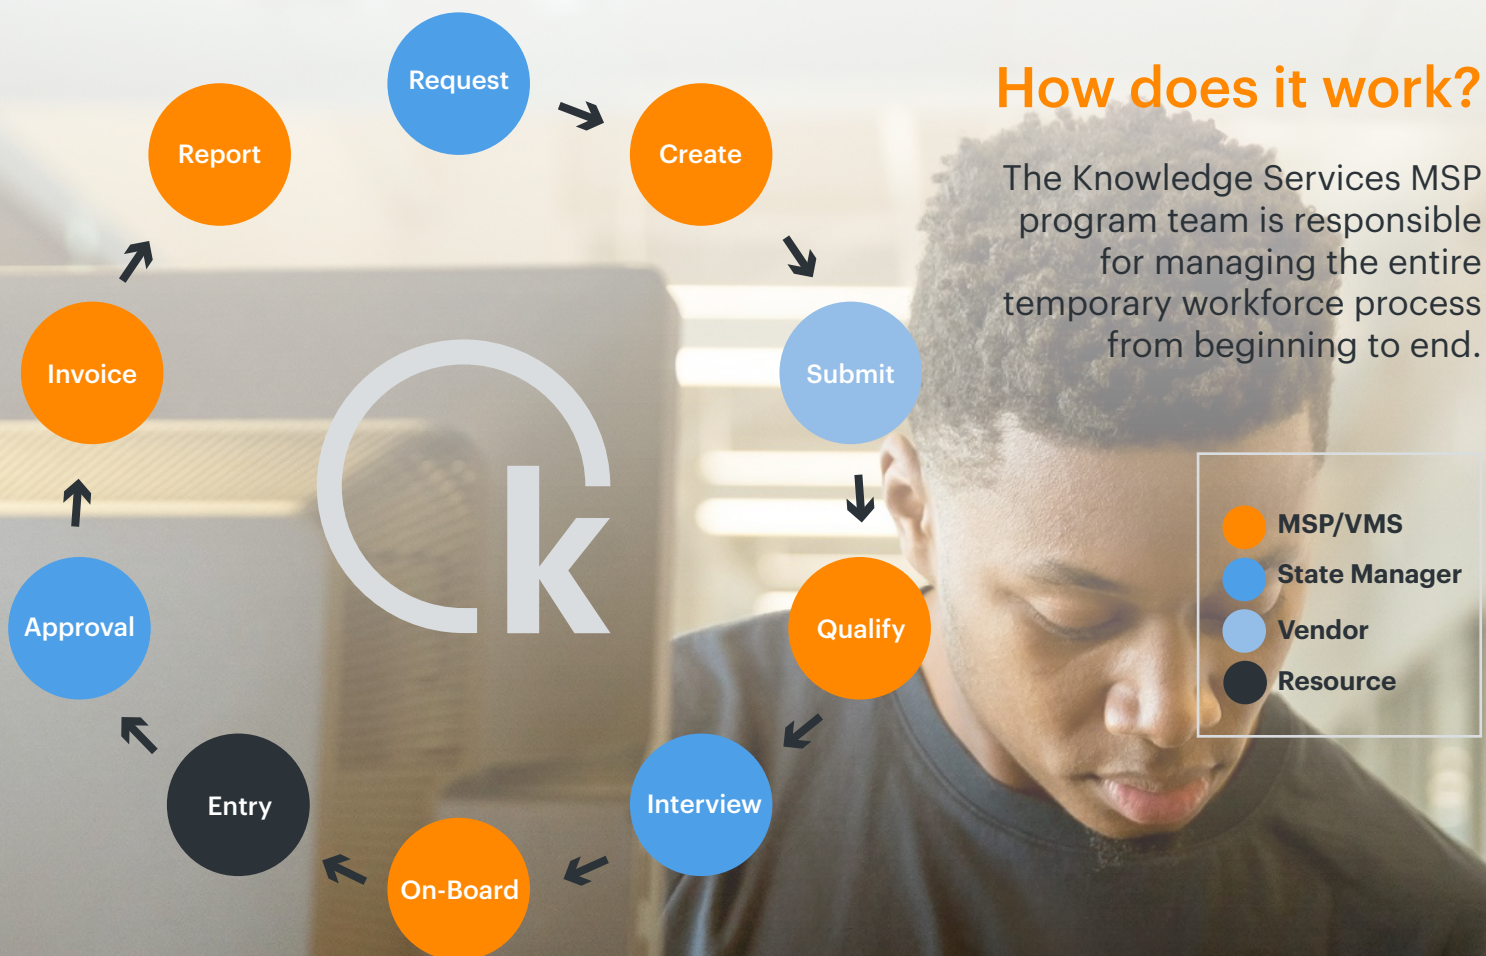 How does it work?
The Knowledge Services MSP
program team is responsible
for managing the entire
temporary workforce process
from beginning to end.
Request
Create
Submit
Qualify
Interview
On-Board
Entry
Approval
Invoice
Report
k
MSP/VMS
State Manager
Vendor
Resource